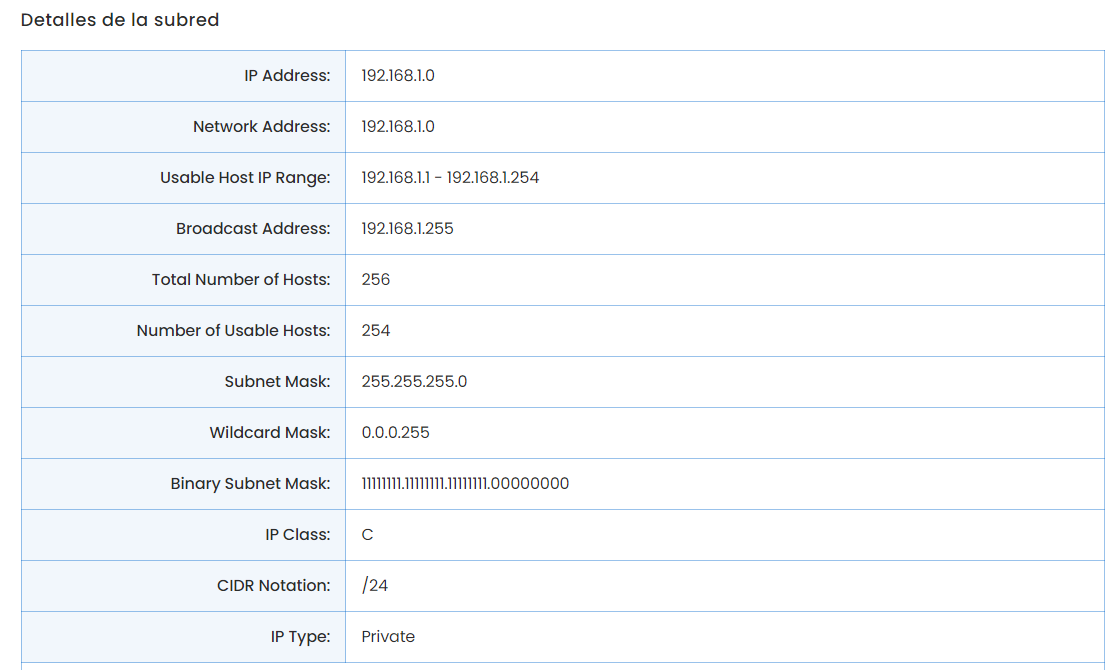 Detalles de la subred
IP Address: 192.168.1.0
Network Address: 192.168.1.0
Usable Host IP Range: 192.168.1.1 - 192.168.1.254
Broadcast Address: 192.168.1.255
Total Number of Hosts: 256
Number of Usable Hosts: 254
Subnet Mask: 255.255.255.0
Wildcard Mask: 0.0.0.255
Binary Subnet Mask: 11111111.11111111.11111111.00000000
IP Class: C
CIDR Notation: /24
IP Type: Private